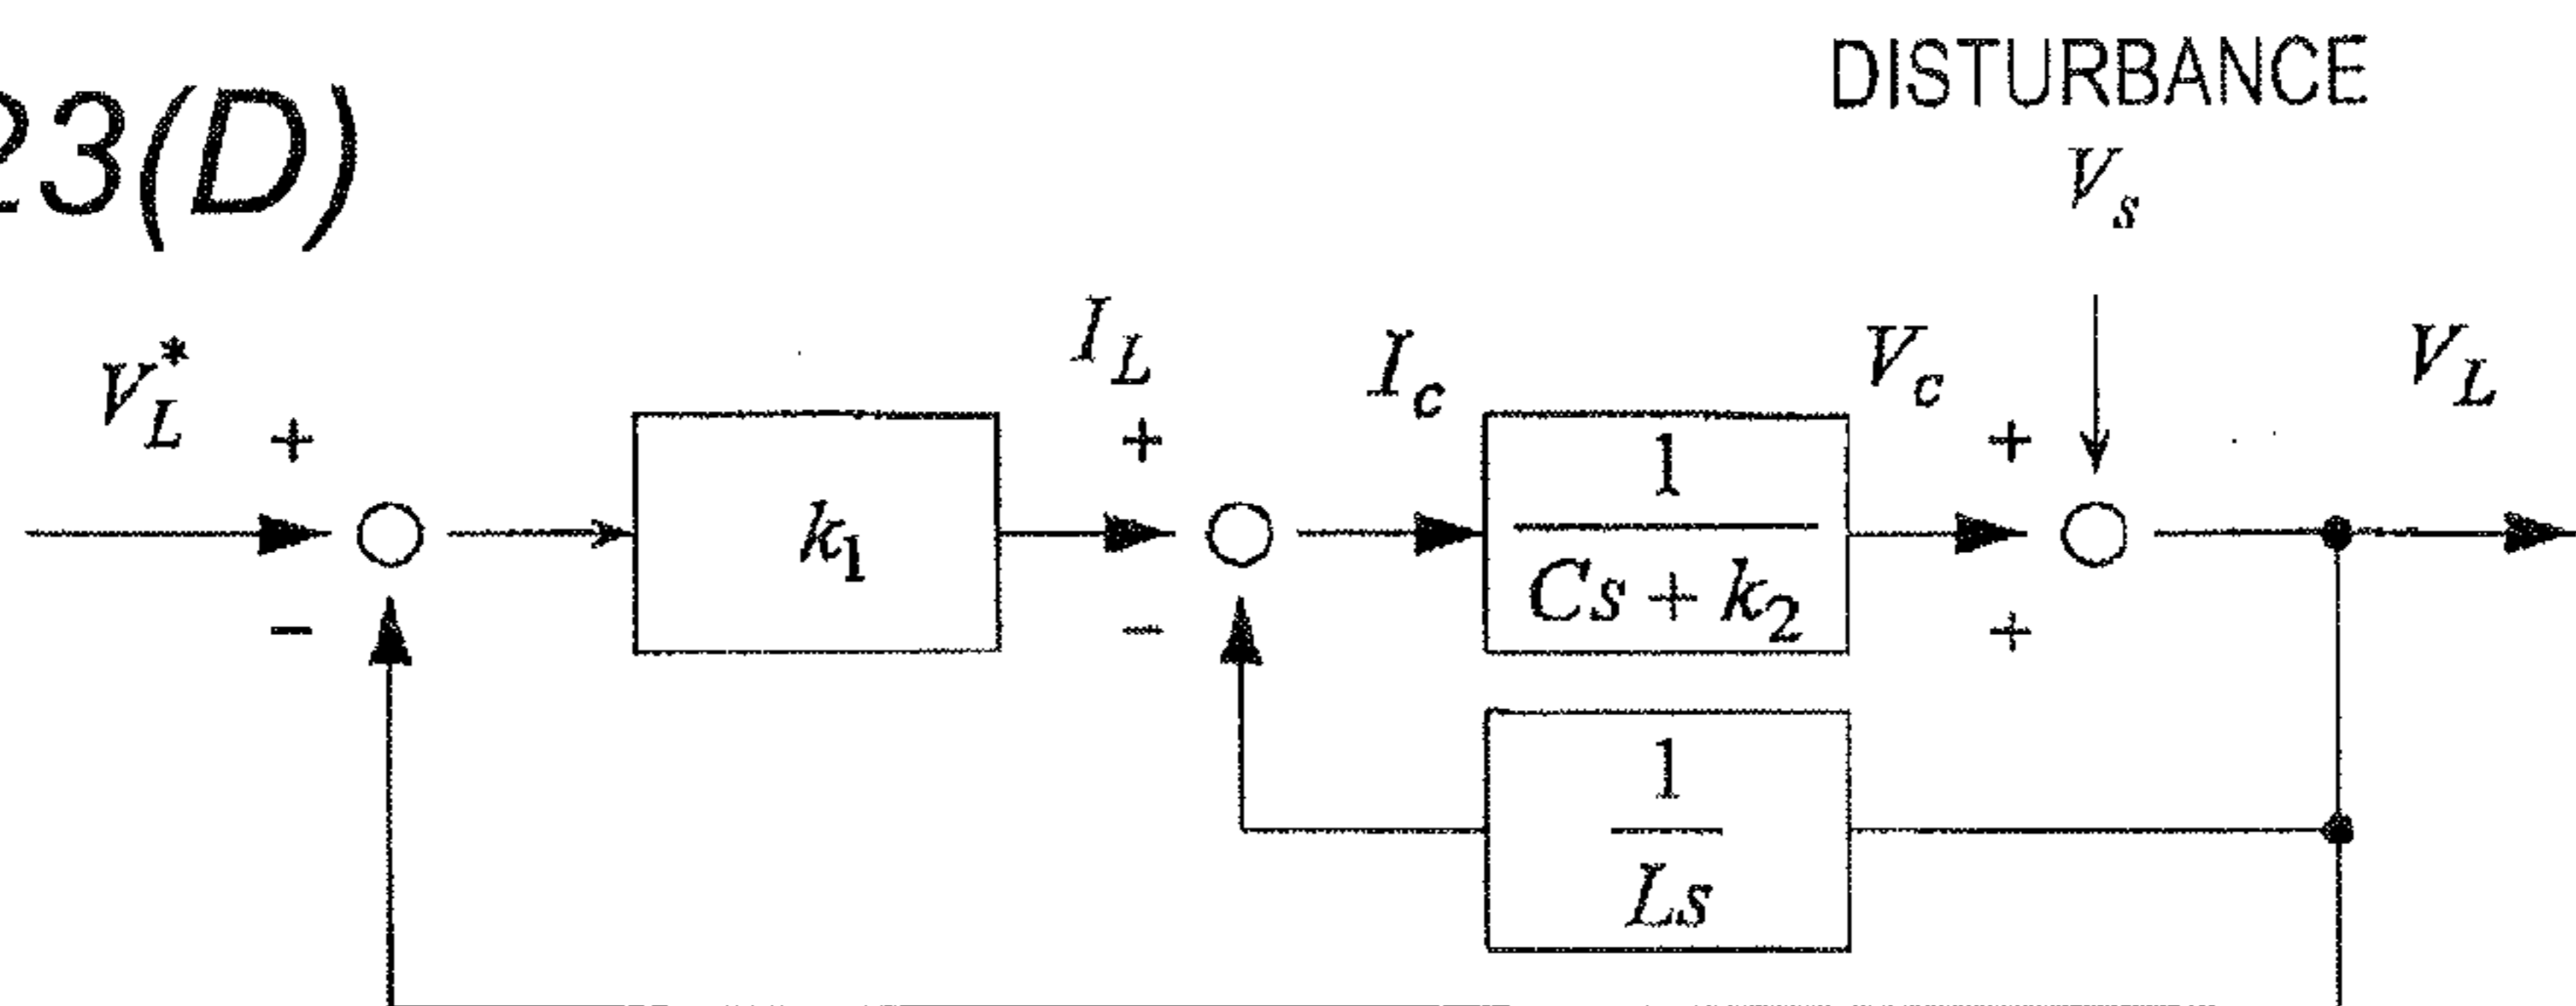 23(D)
DISTURBANCE
V_s
V_L^*
+
−
k_1
I_L
+
−
I_c
1
Cs + k_2
V_c
+
+
V_L
1
Ls